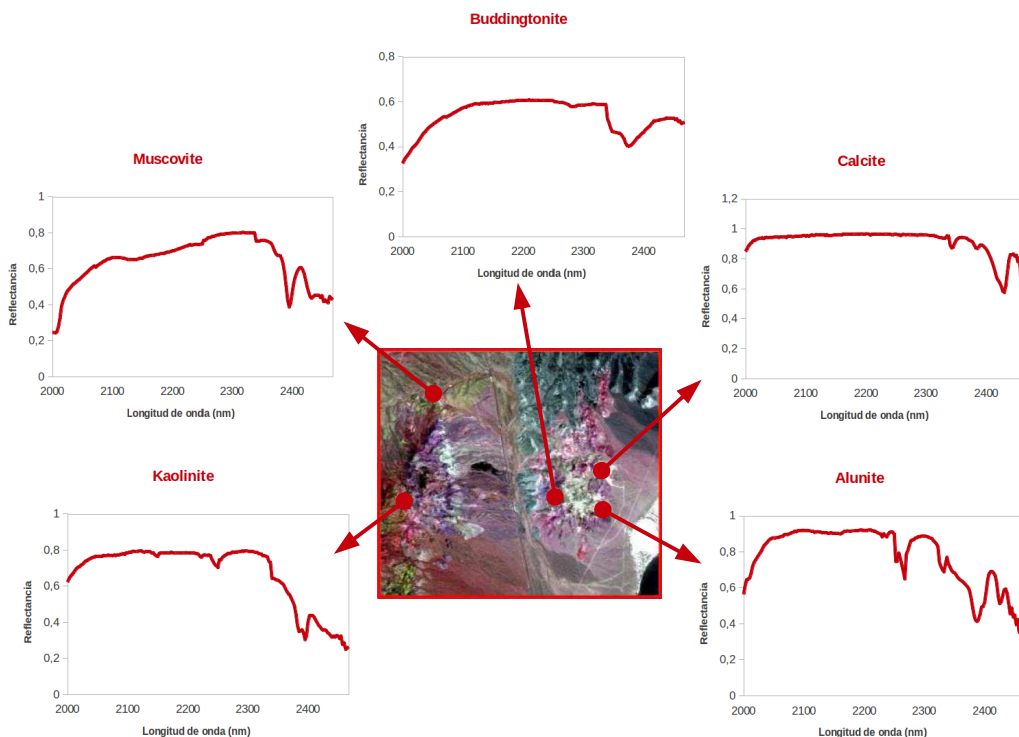 Buddingtonite
0,8
0,6
0,4
0,2
0
Reflectancia
2000 2100 2200 2300 2400
Longitud de onda (nm)
Muscovite
1
0,8
0,6
0,4
0,2
0
Reflectancia
2000 2100 2200 2300 2400
Longitud de onda (nm)
Calcite
1,2
1
0,8
0,6
0,4
0,2
0
Reflectancia
2000 2100 2200 2300 2400
Longitud de onda (nm)
Kaolinite
1
0,8
0,6
0,4
0,2
0
Reflectancia
2000 2100 2200 2300 2400
Longitud de onda (nm)
Alunite
1
0,8
0,6
0,4
0,2
0
Reflectancia
2000 2100 2200 2300 2400
Longitud de onda (nm)